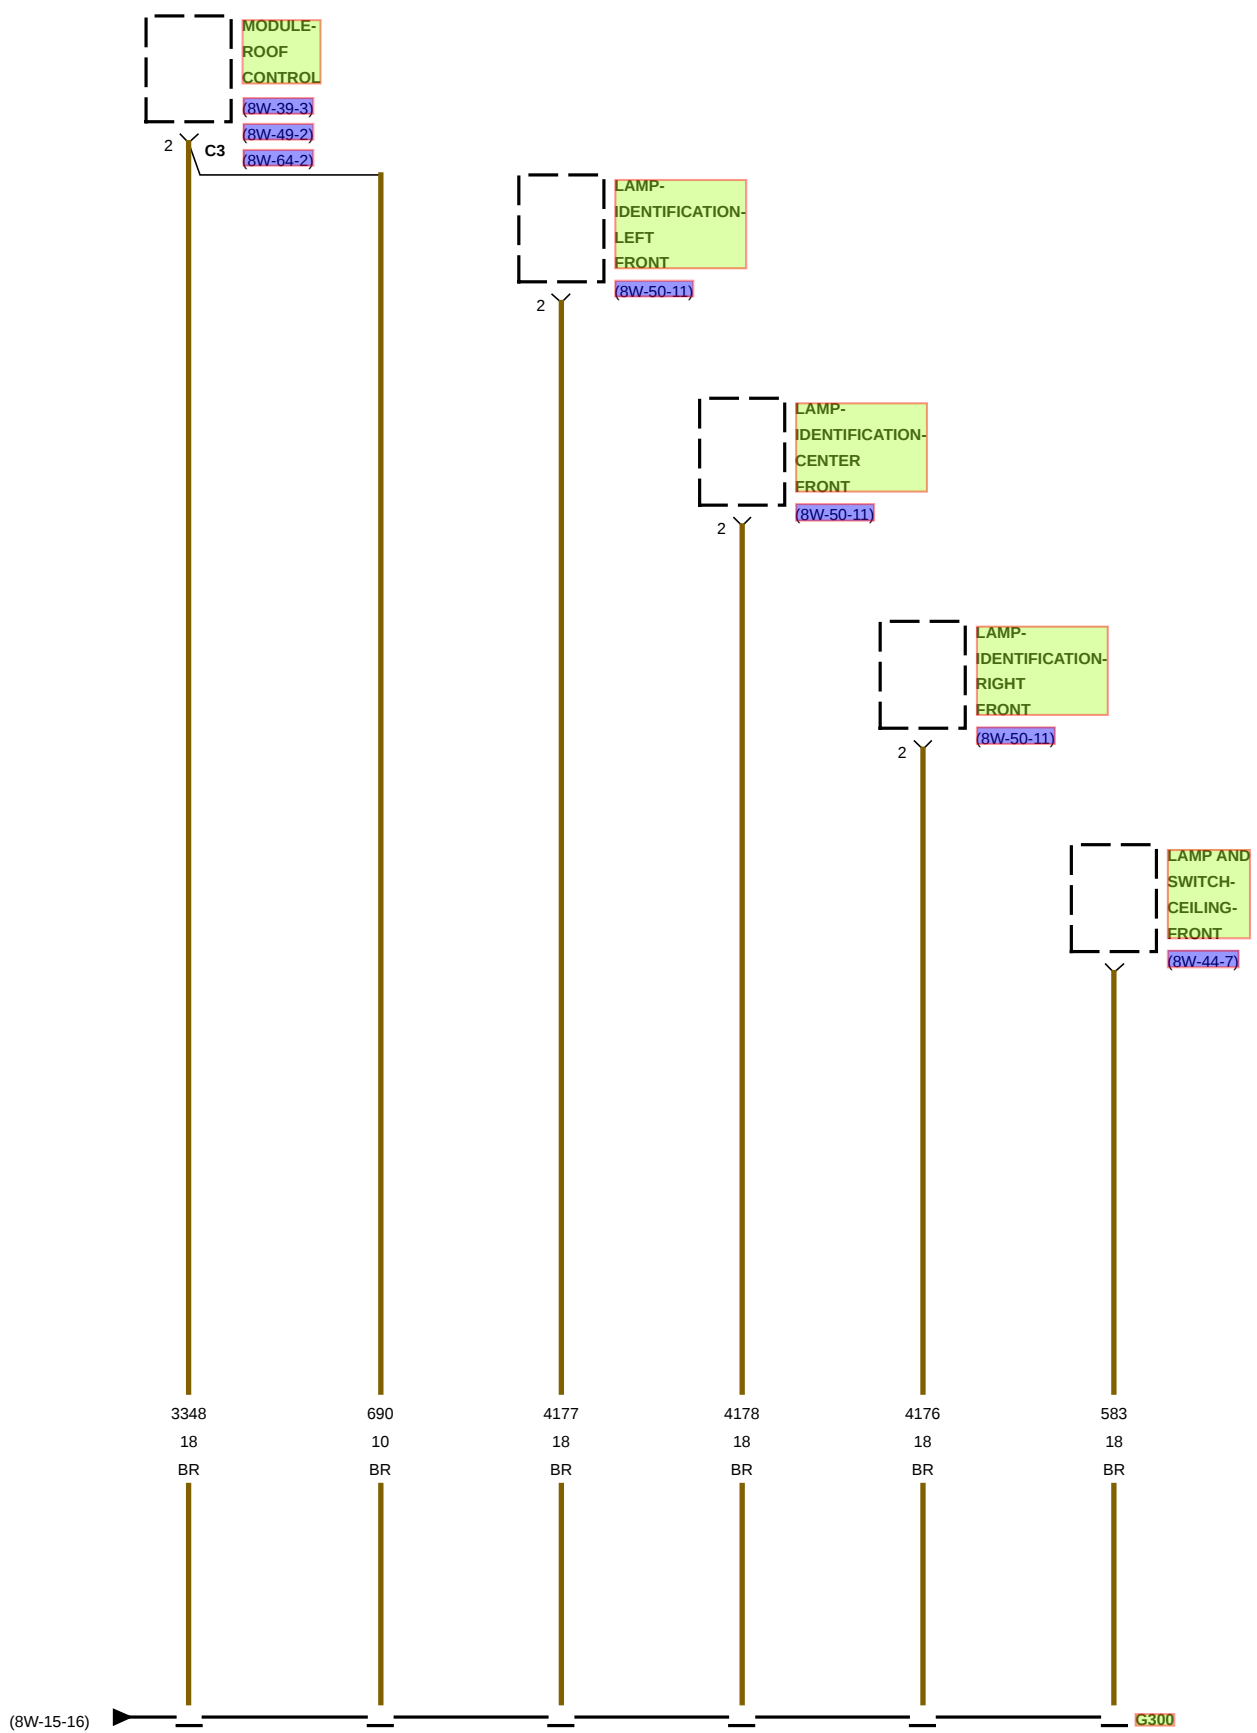 MODULE-
ROOF
CONTROL
(8W-39-3)
(8W-49-2)
(8W-64-2)
2
C3
LAMP-
IDENTIFICATION-
LEFT
FRONT
(8W-50-11)
2
LAMP-
IDENTIFICATION-
CENTER
FRONT
(8W-50-11)
2
LAMP-
IDENTIFICATION-
RIGHT
FRONT
(8W-50-11)
2
LAMP AND
SWITCH-
CEILING-
FRONT
(8W-44-7)
3348 690 4177 4178 4176 583
18 10 18 18 18 18
BR BR BR BR BR BR
(8W-15-16)
G300